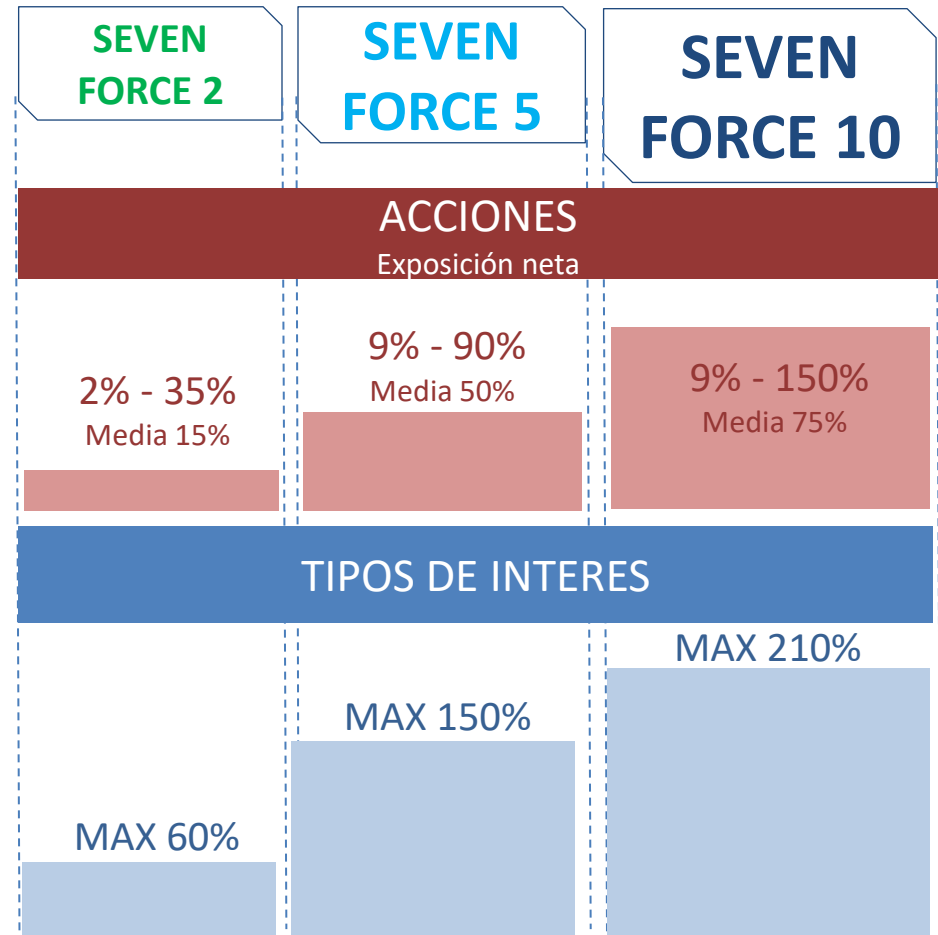 SEVEN
FORCE 2
SEVEN
FORCE 5
SEVEN
FORCE 10
ACCIONES
Exposición neta
2% - 35%
Media 15%
9% - 90%
Media 50%
9% - 150%
Media 75%
TIPOS DE INTERES
MAX 60%
MAX 150%
MAX 210%